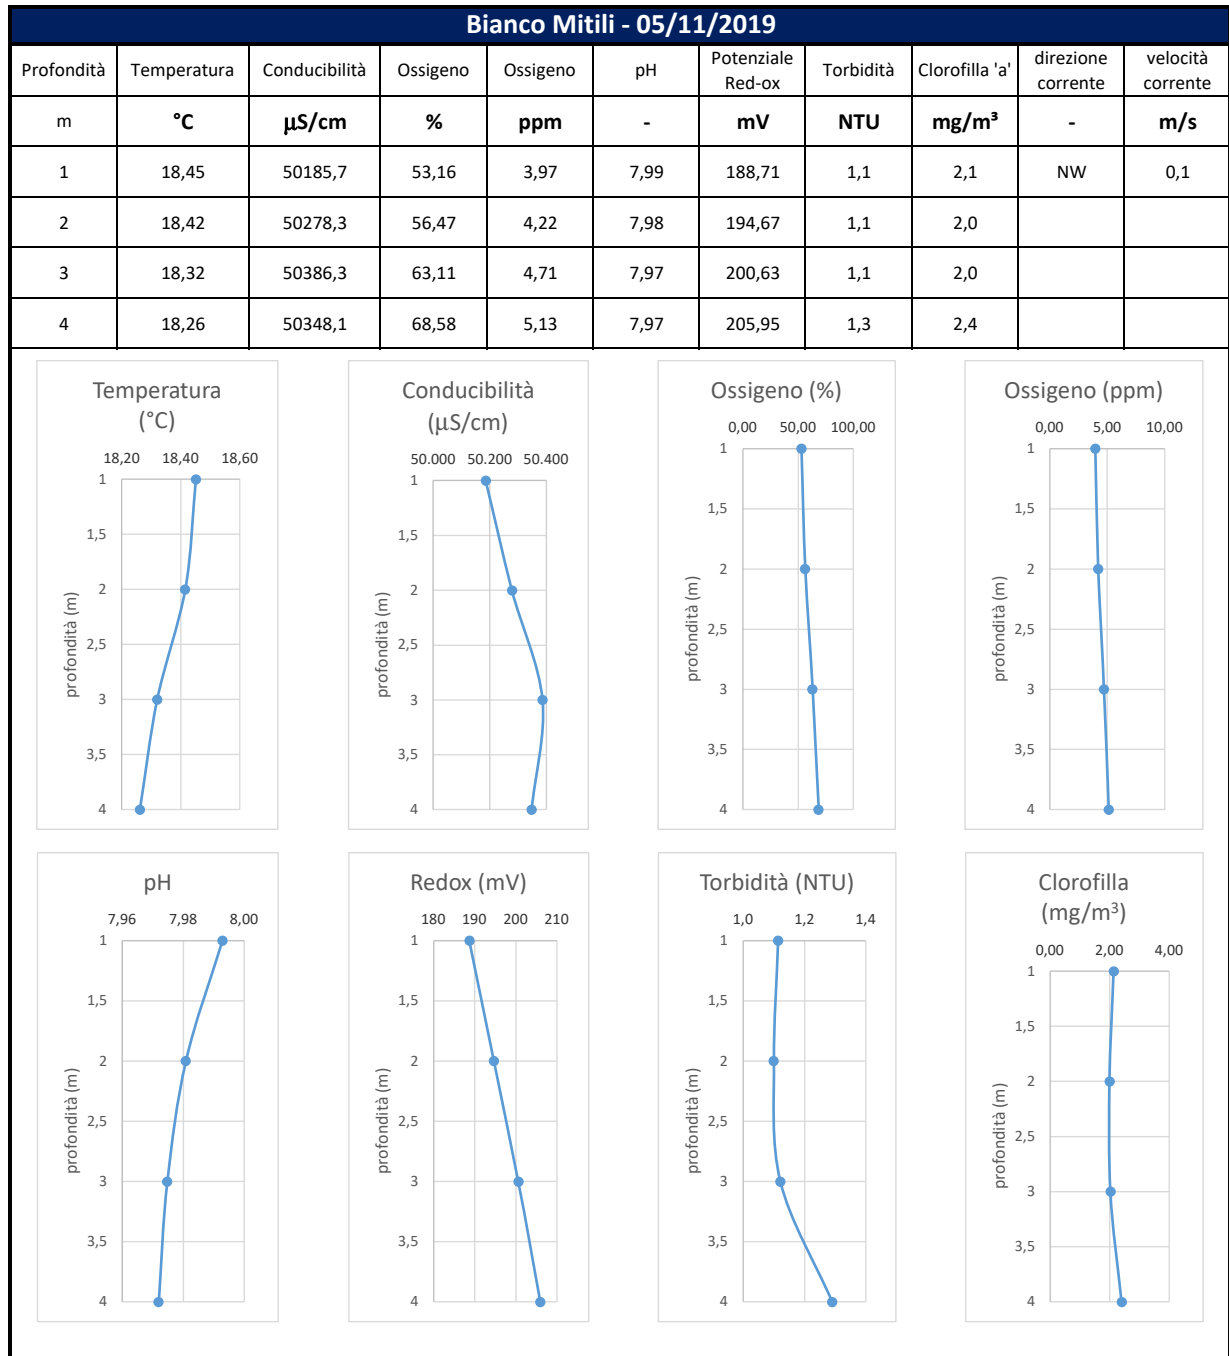 Bianco Mitili - 05/11/2019
Profondità Temperatura Conducibilità Ossigeno Ossigeno pH Potenziale Red-ox Torbidità Clorofilla 'a' direzione corrente velocità corrente
m °C µS/cm % ppm - mV NTU mg/m³ - m/s
1 18,45 50185,7 53,16 3,97 7,99 188,71 1,1 2,1 NW 0,1
2 18,42 50278,3 56,47 4,22 7,98 194,67 1,1 2,0
3 18,32 50386,3 63,11 4,71 7,97 200,63 1,1 2,0
4 18,26 50348,1 68,58 5,13 7,97 205,95 1,3 2,4
Temperatura
(°C)
18,20 18,40 18,60
1
1,5
2
2,5
3
3,5
4
profondità (m)
Conducibilità
(µS/cm)
50.000 50.200 50.400
1
1,5
2
2,5
3
3,5
4
profondità (m)
Ossigeno (%)
0,00 50,00 100,00
1
1,5
2
2,5
3
3,5
4
profondità (m)
Ossigeno (ppm)
0,00 5,00 10,00
1
1,5
2
2,5
3
3,5
4
profondità (m)
pH
7,96 7,98 8,00
1
1,5
2
2,5
3
3,5
4
profondità (m)
Redox (mV)
180 190 200 210
1
1,5
2
2,5
3
3,5
4
profondità (m)
Torbidità (NTU)
1,0 1,2 1,4
1
1,5
2
2,5
3
3,5
4
profondità (m)
Clorofilla
(mg/m³)
0,00 2,00 4,00
1
1,5
2
2,5
3
3,5
4
profondità (m)